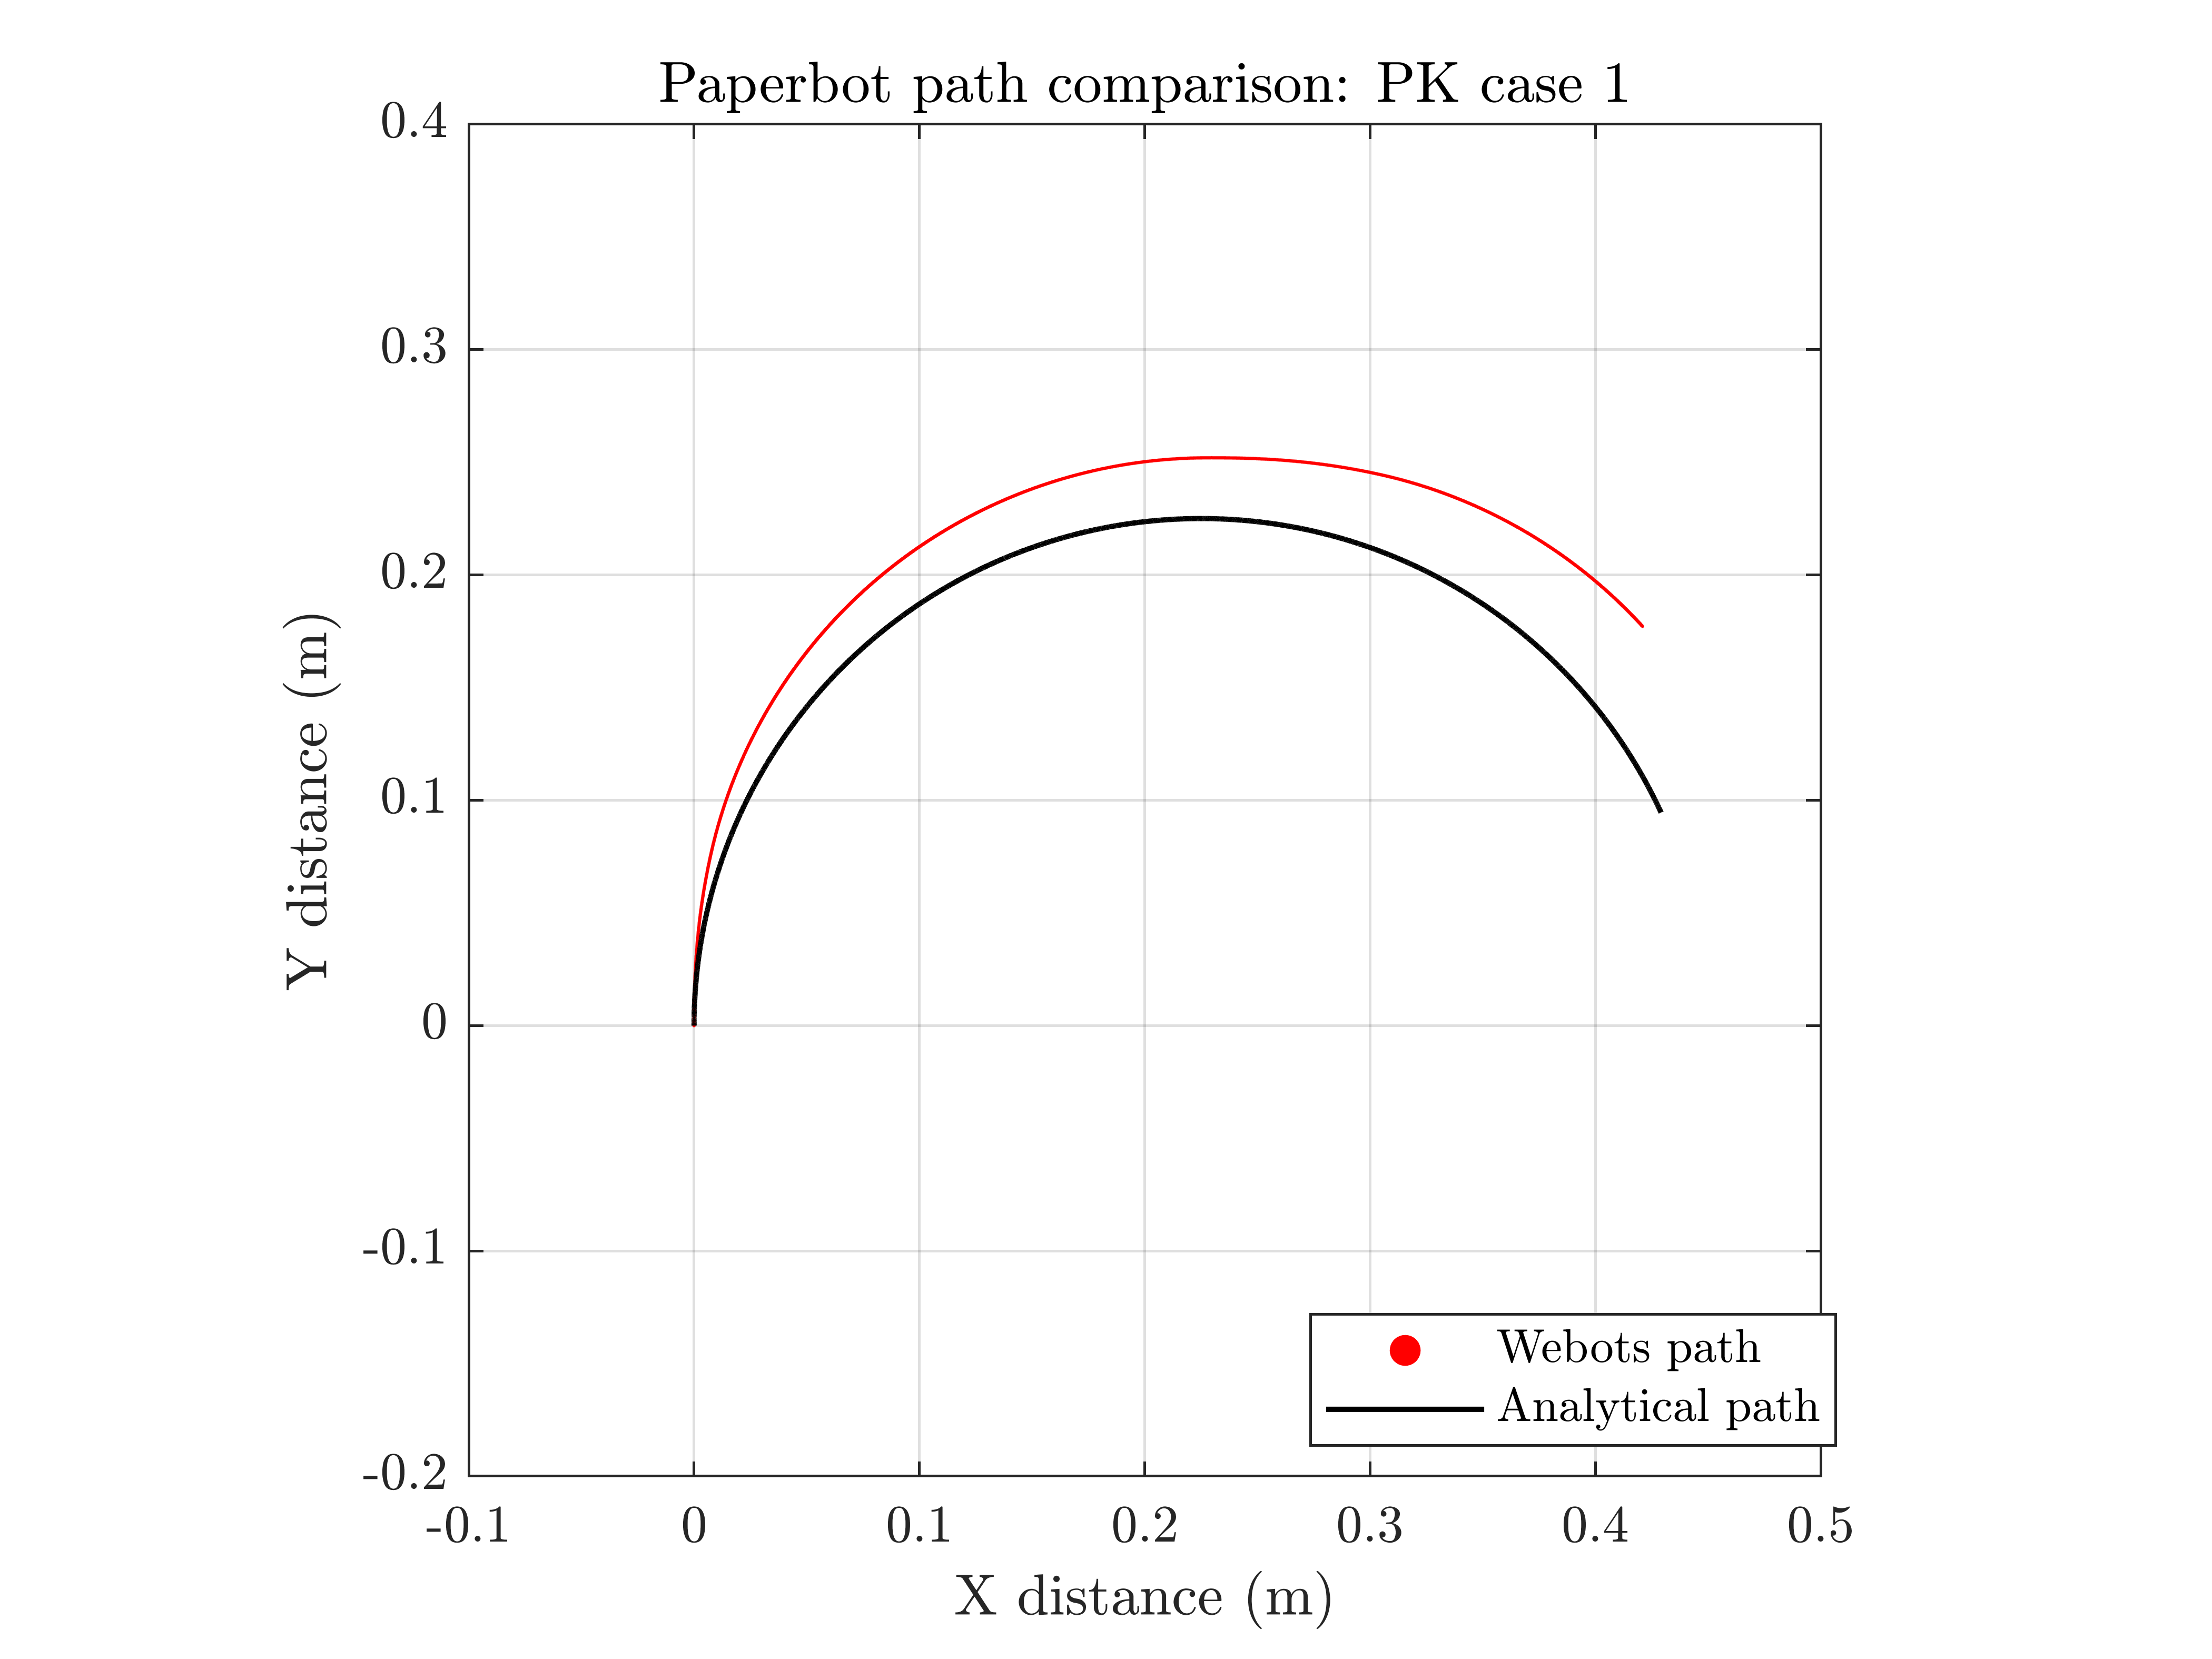 Paperbot path comparison: PK case 1
0.4
0.3
0.2
0.1
0
-0.1
-0.2
Y distance (m)
-0.1 0 0.1 0.2 0.3 0.4 0.5
X distance (m)
Webots path
Analytical path